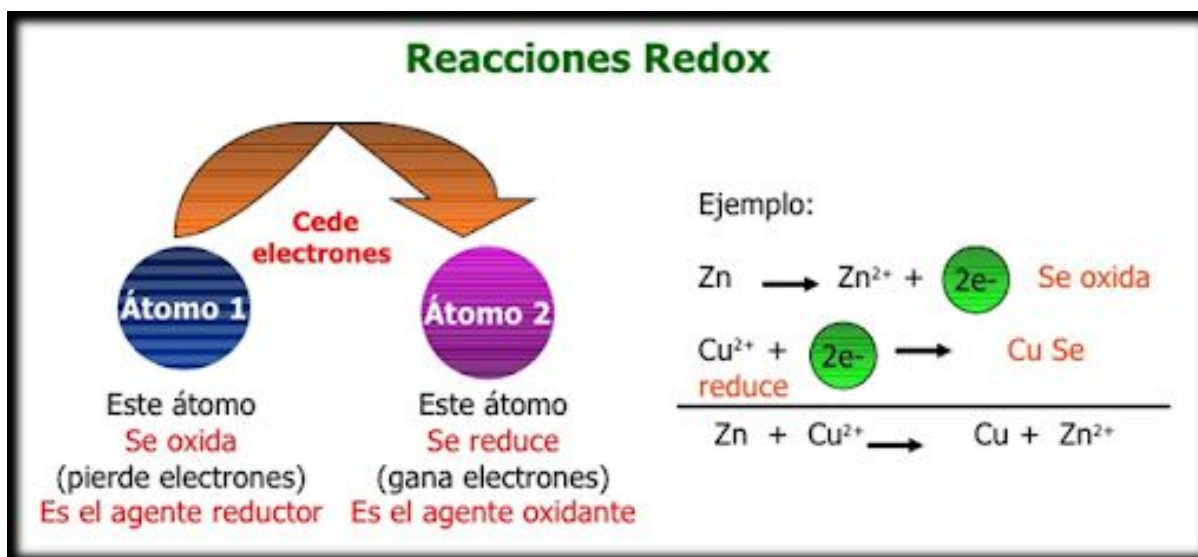 Reacciones Redox
Cede
electrones
Átomo 1
Átomo 2
Este átomo
Se oxida
(pierde electrones)
Es el agente reductor
Este átomo
Se reduce
(gana electrones)
Es el agente oxidante
Ejemplo:
Zn → Zn²⁺ + 2e- Se oxida
Cu²⁺ + 2e- → Cu Se
reduce
Zn + Cu²⁺ → Cu + Zn²⁺